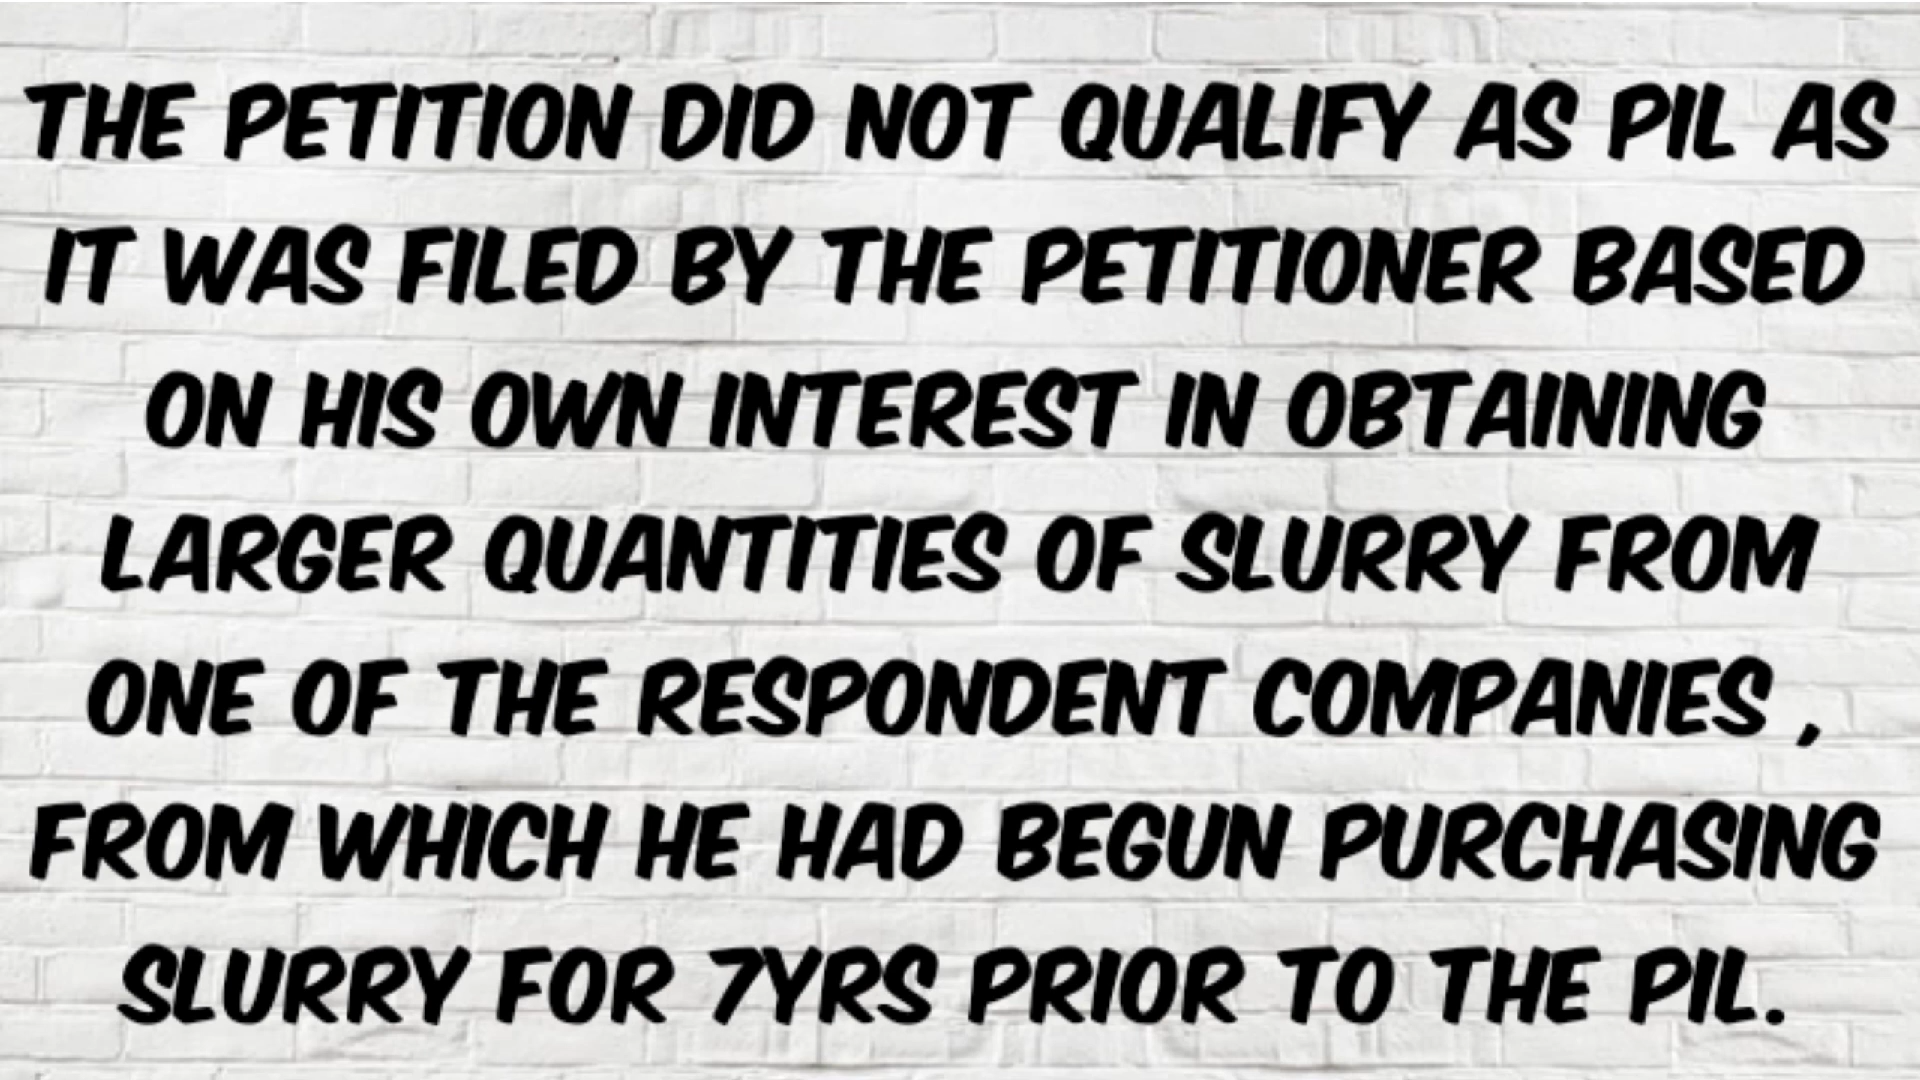 THE PETITION DID NOT QUALIFY AS PIL AS
IT WAS FILED BY THE PETITIONER BASED
ON HIS OWN INTEREST IN OBTAINING
LARGER QUANTITIES OF SLURRY FROM
ONE OF THE RESPONDENT COMPANIES ,
FROM WHICH HE HAD BEGUN PURCHASING
SLURRY FOR 7YRS PRIOR TO THE PIL.